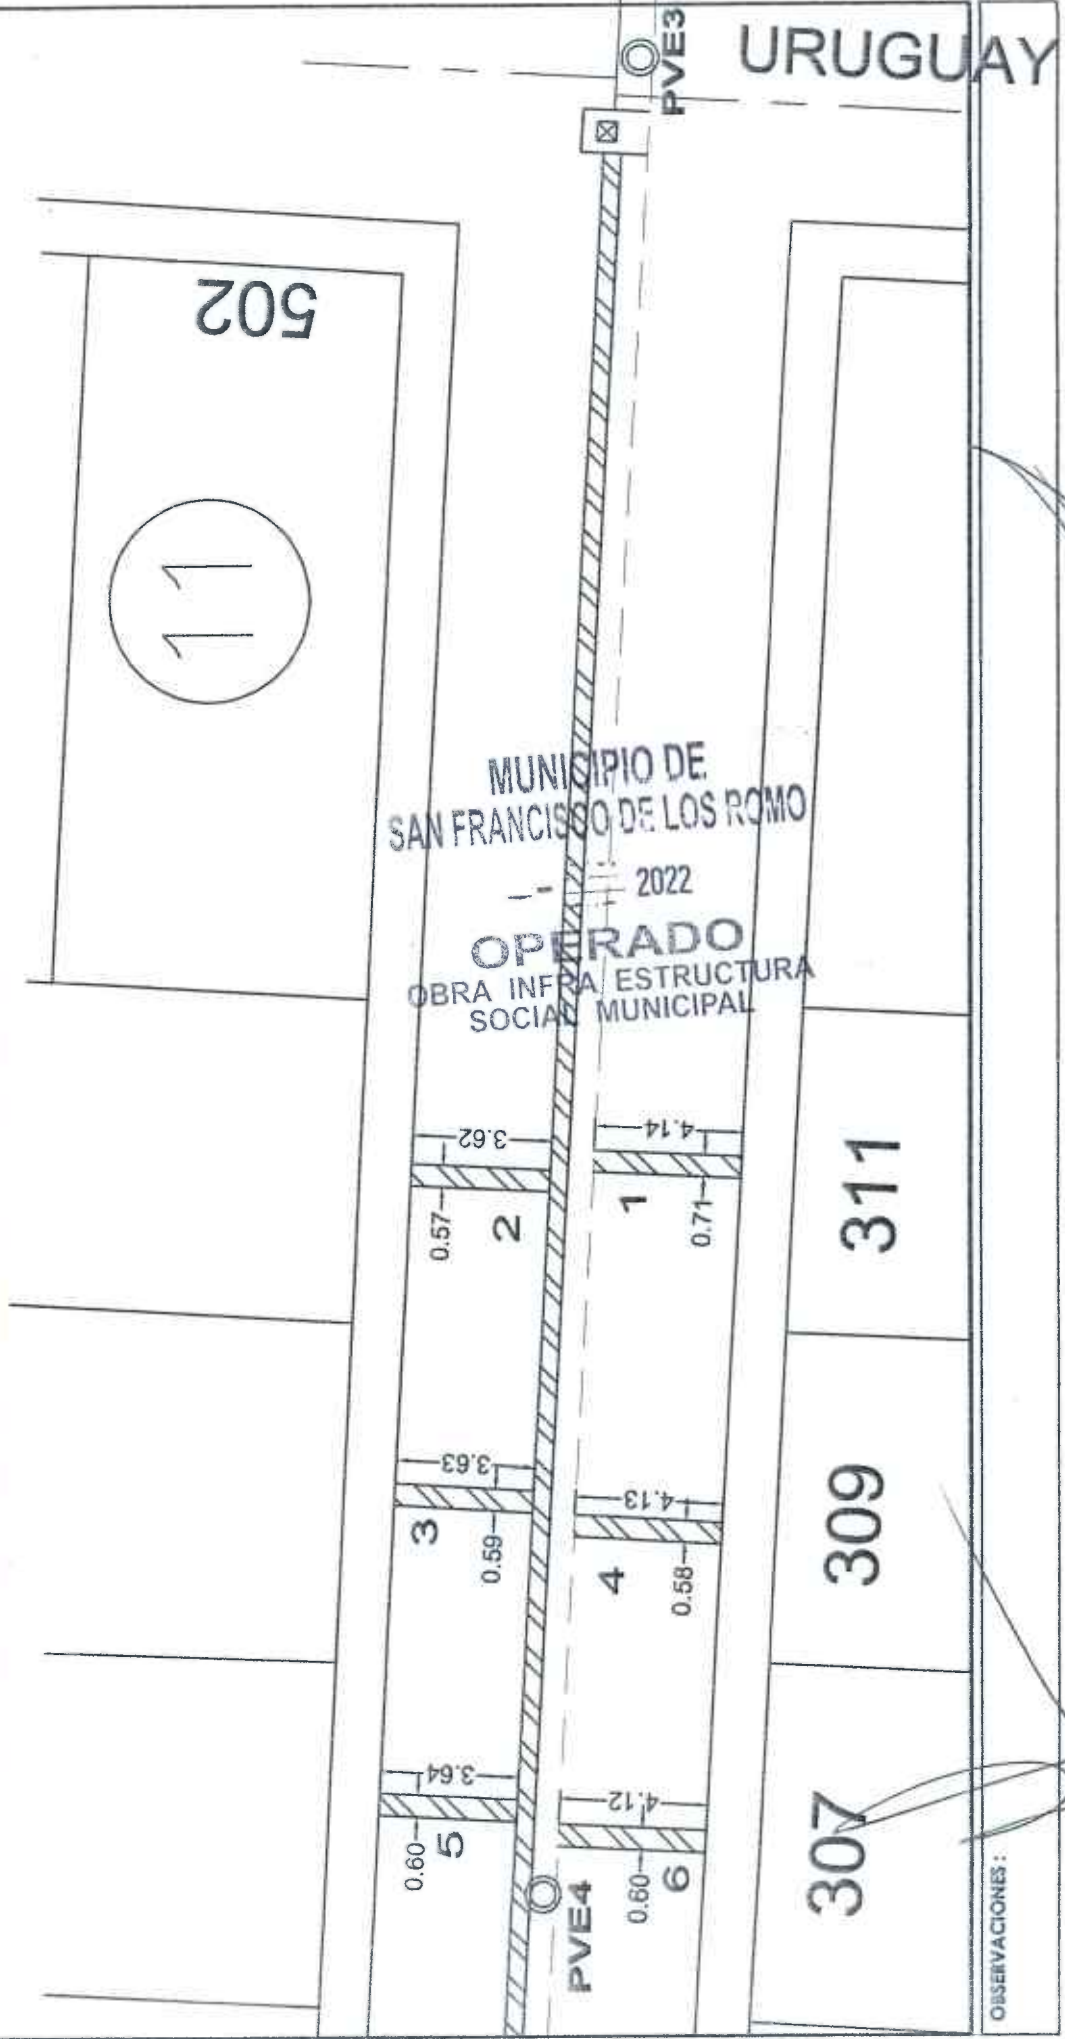 URUGUAY
PVE3
502
11
MUNICIPIO DE
SAN FRANCISCO DE LOS ROMO
2022
OPERADO
OBRA INFRA ESTRUCTURA
SOCIAL MUNICIPAL
3.62
4.14
0.57
2
1
0.71
311
3.63
4.13
3
0.59
4
0.58
309
3.64
4.12
0.60
5
0.60
6
307
PVE4
OBSERVACIONES :